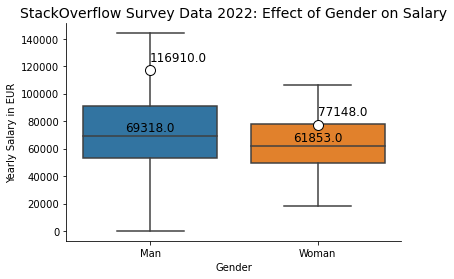 StackOverflow Survey Data 2022: Effect of Gender on Salary
140000
120000
100000
80000
60000
40000
20000
0
Yearly Salary in EUR
116910.0
69318.0
77148.0
61853.0
Man
Woman
Gender